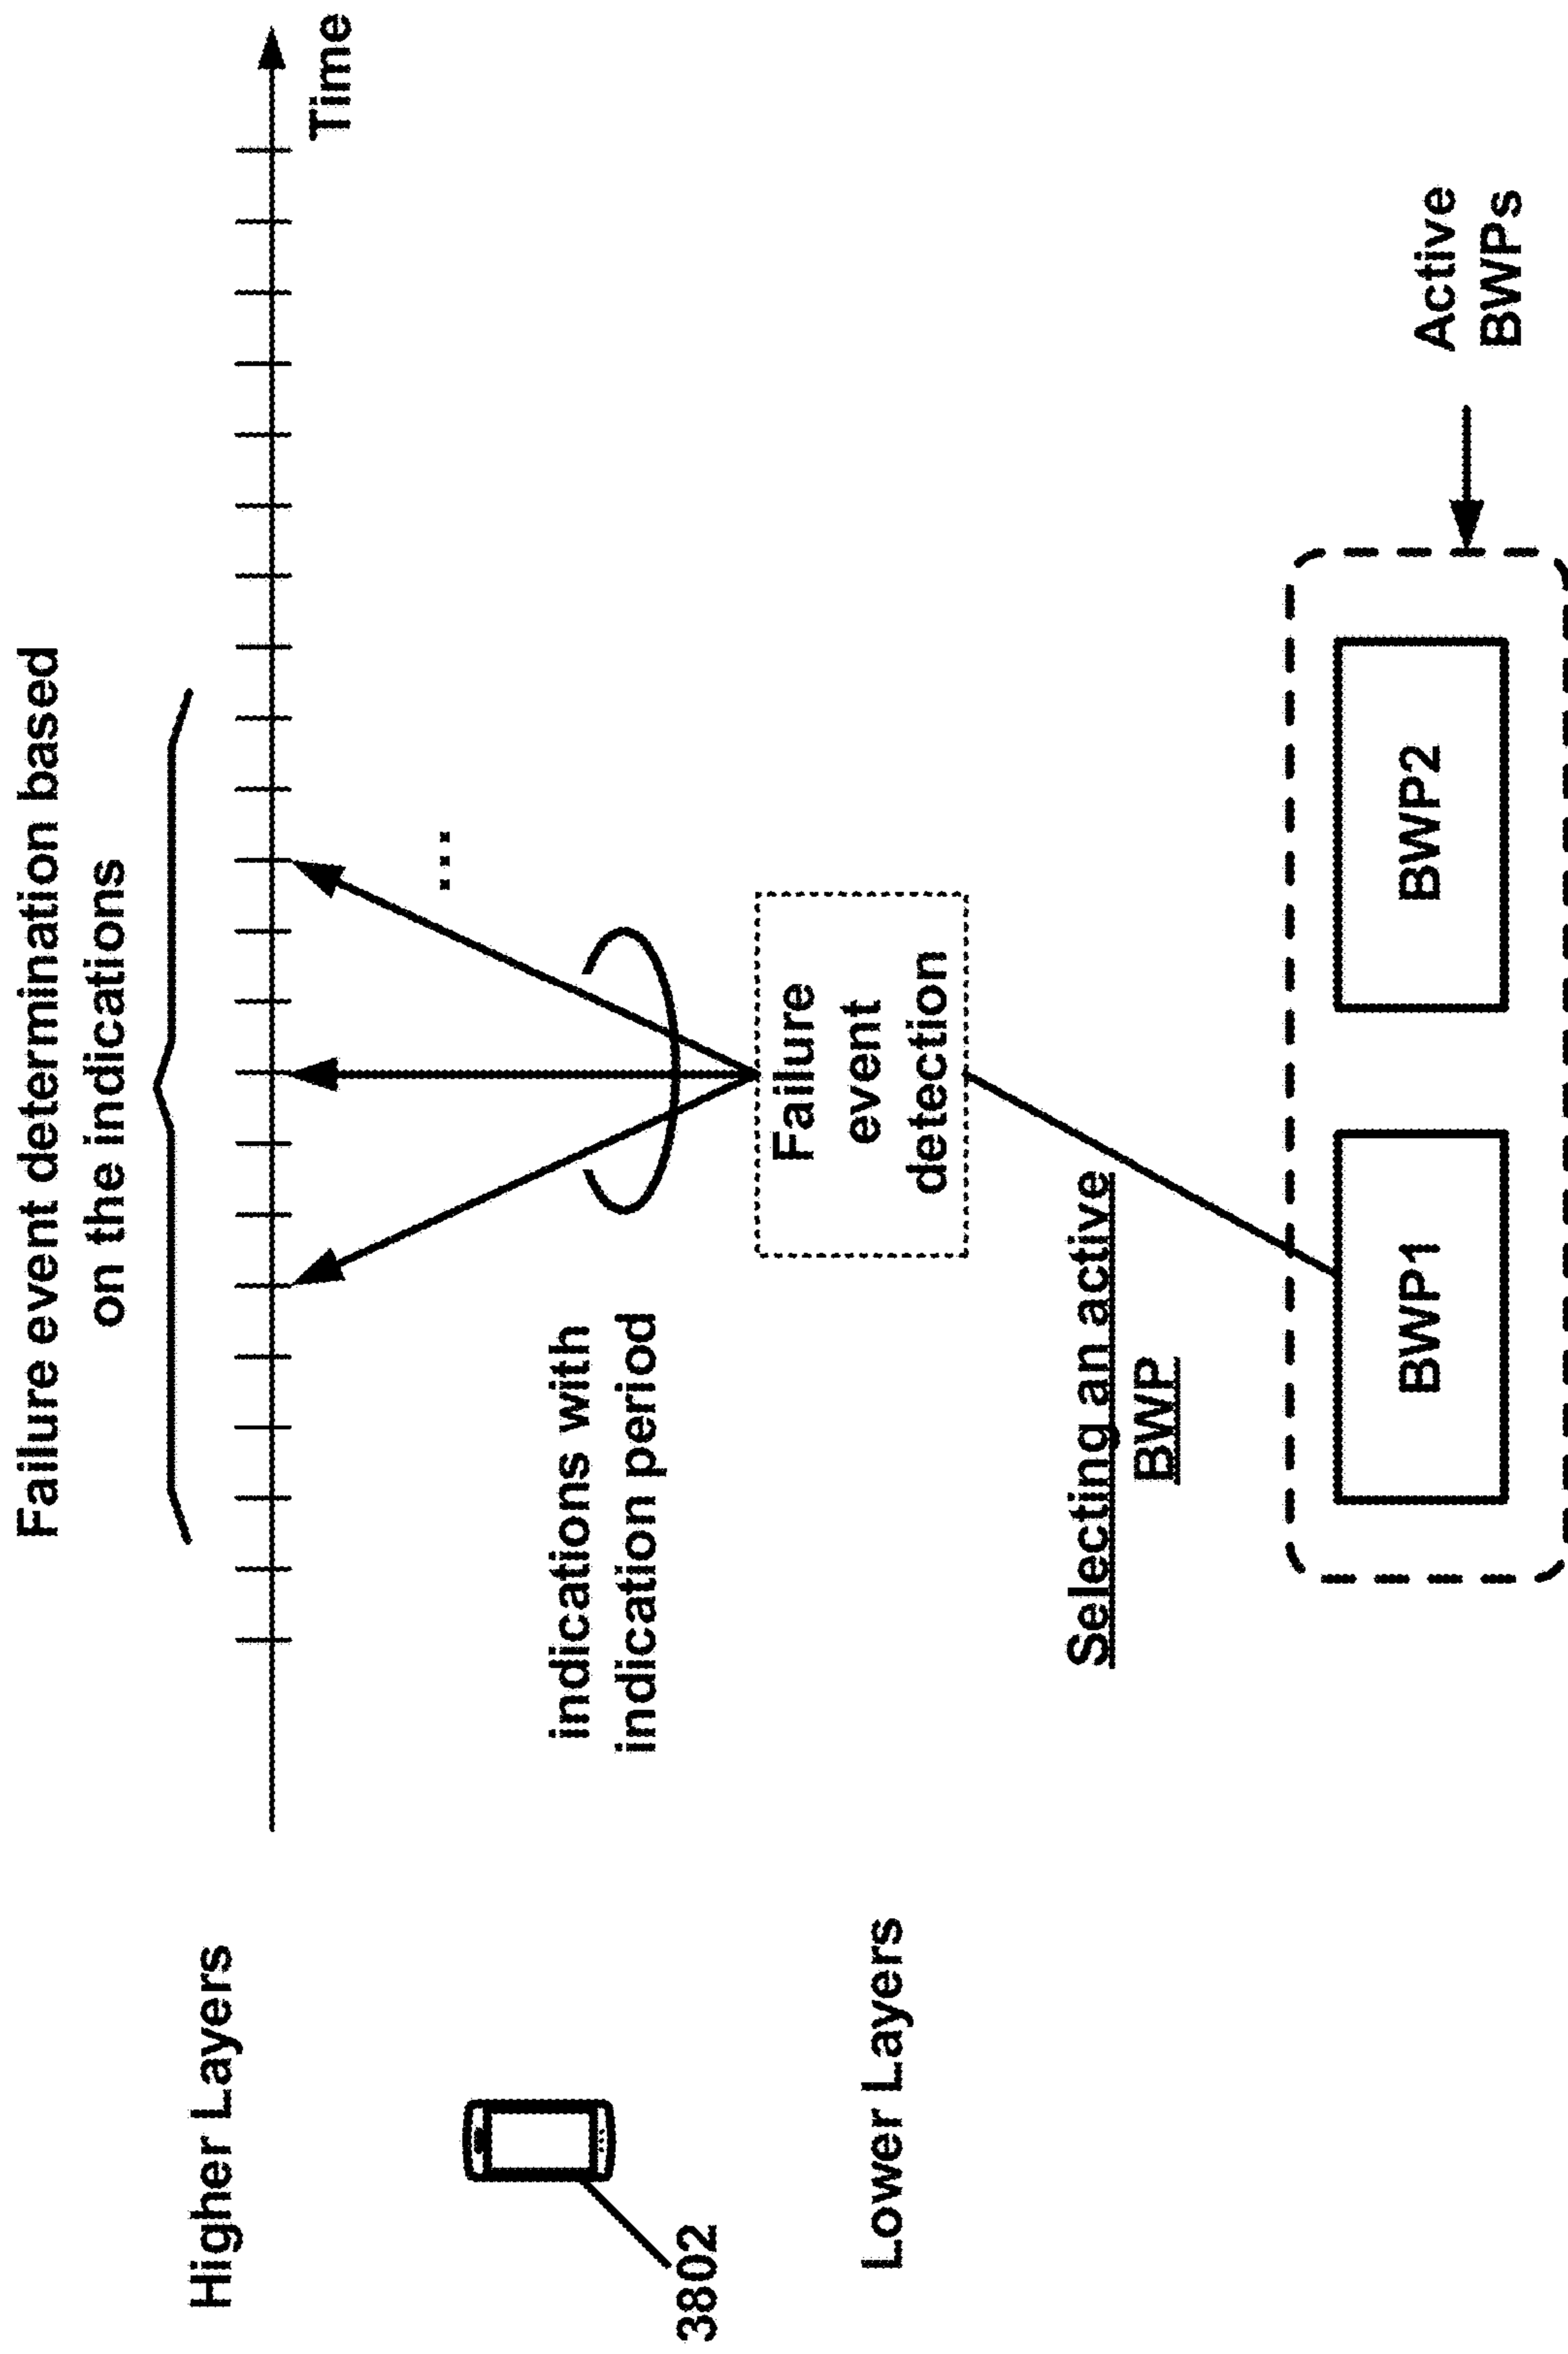 Failure event determination based
on the indications
Higher Layers
Time
...
indications with
indication period
3802
Failure
event
detection
Lower Layers
Selecting an active
BWP
BWP1
BWP2
Active
BWPs